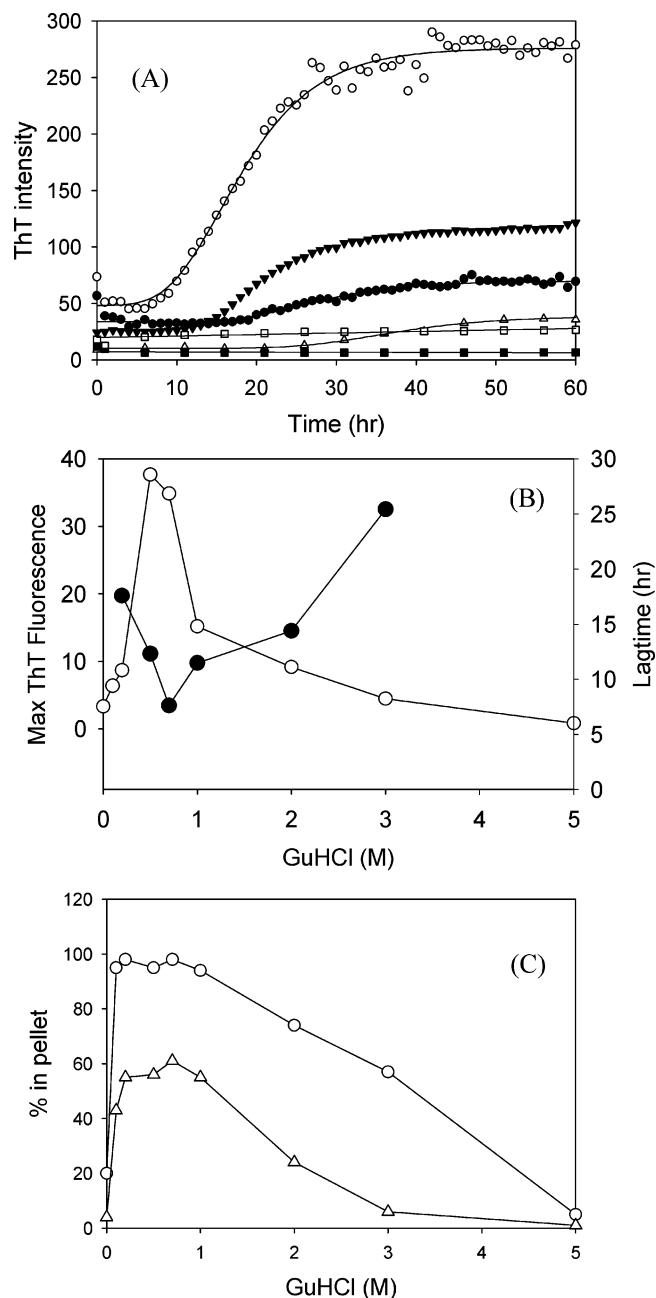 300
250
200
150
100
50
0
ThT intensity
(A)
0 10 20 30 40 50 60
Time (hr)
40
30
20
10
0
Max ThT Fluorescence
(B)
30
25
20
15
10
5
0
Lagtime (hr)
0 1 2 3 4 5
GuHCl (M)
120
100
80
60
40
20
0
% in pellet
(C)
0 1 2 3 4 5
GuHCl (M)